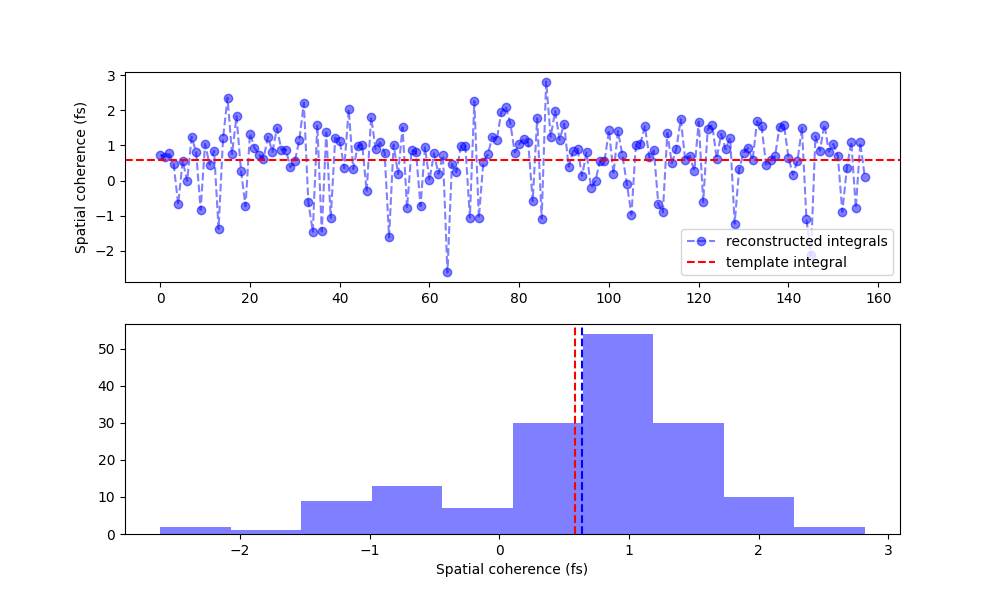 3
2
1
0
−1
−2
Spatial coherence (fs)
reconstructed integrals
template integral
0 20 40 60 80 100 120 140 160
50
40
30
20
10
0
−2 −1 0 1 2 3
Spatial coherence (fs)